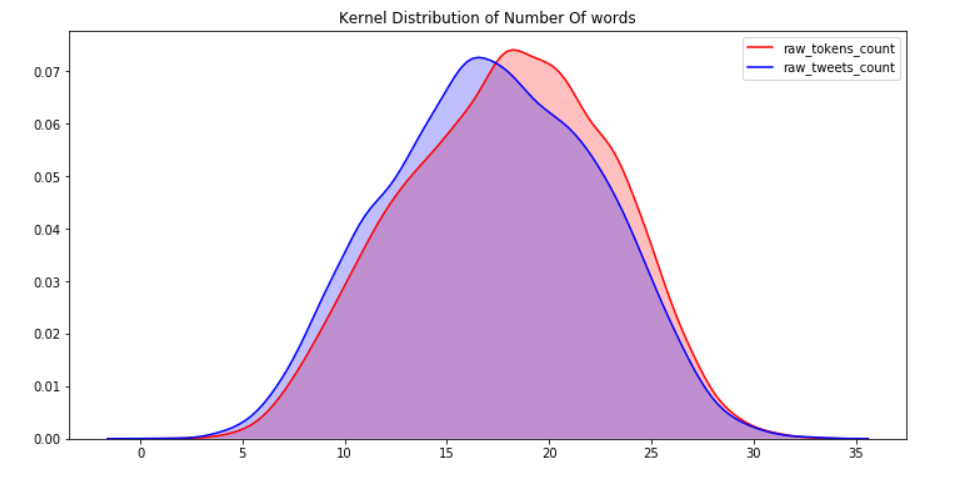 Kernel Distribution of Number Of words
raw_tokens_count
raw_tweets_count
0.07
0.06
0.05
0.04
0.03
0.02
0.01
0.00
0 5 10 15 20 25 30 35